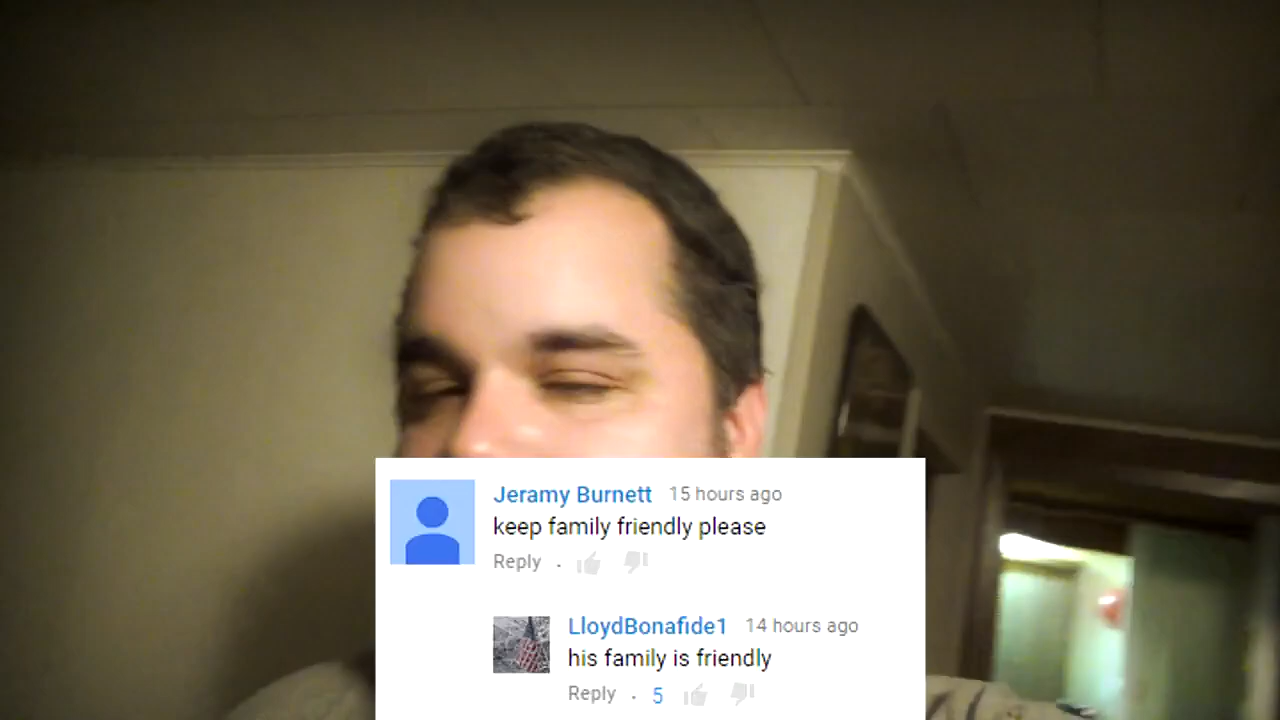 Jeramy Burnett 15 hours ago
keep family friendly please
Reply .
LloydBonafide1 14 hours ago
his family is friendly
Reply . 5